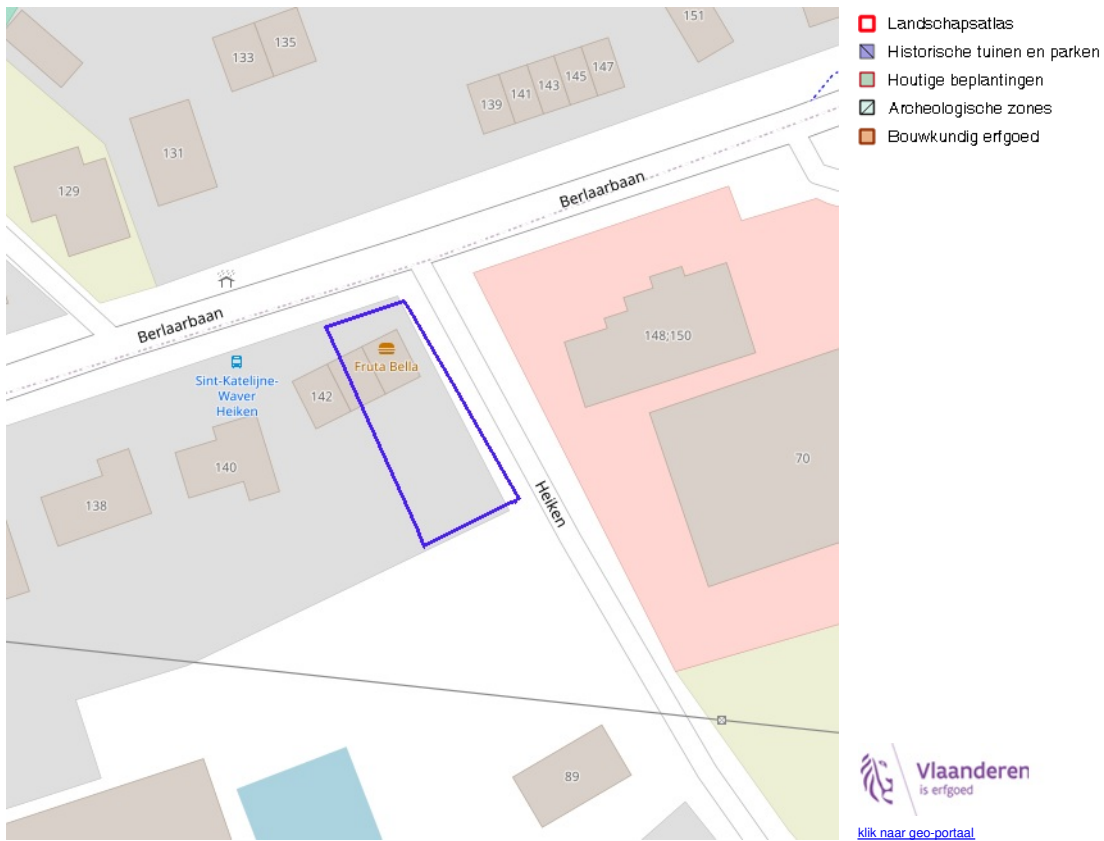 151
135
133
147
145
143
141
139
131
129
Berlaarbaan
Berlaarbaan
148;150
Fruta Bella
Sint-Katelijne-
Waver
Heiken
142
140
138
70
Heiken
89
Landschapsatlas
Historische tuinen en parken
Houtige beplantingen
Archeologische zones
Bouwkundig erfgoed
Vlaanderen
is erfgoed
klik naar geo-portaal